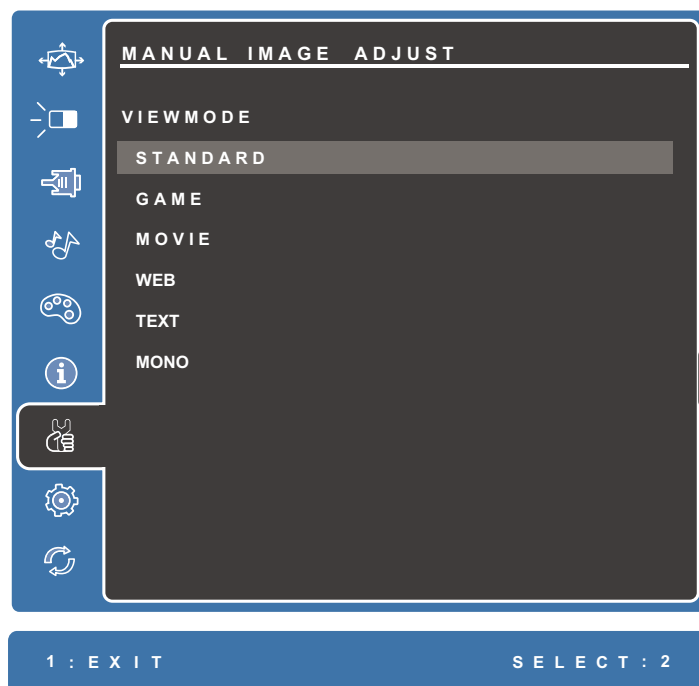 MANUAL IMAGE ADJUST
VIEWMODE
STANDARD
GAME
MOVIE
WEB
TEXT
MONO
1:EXIT SELECT:2